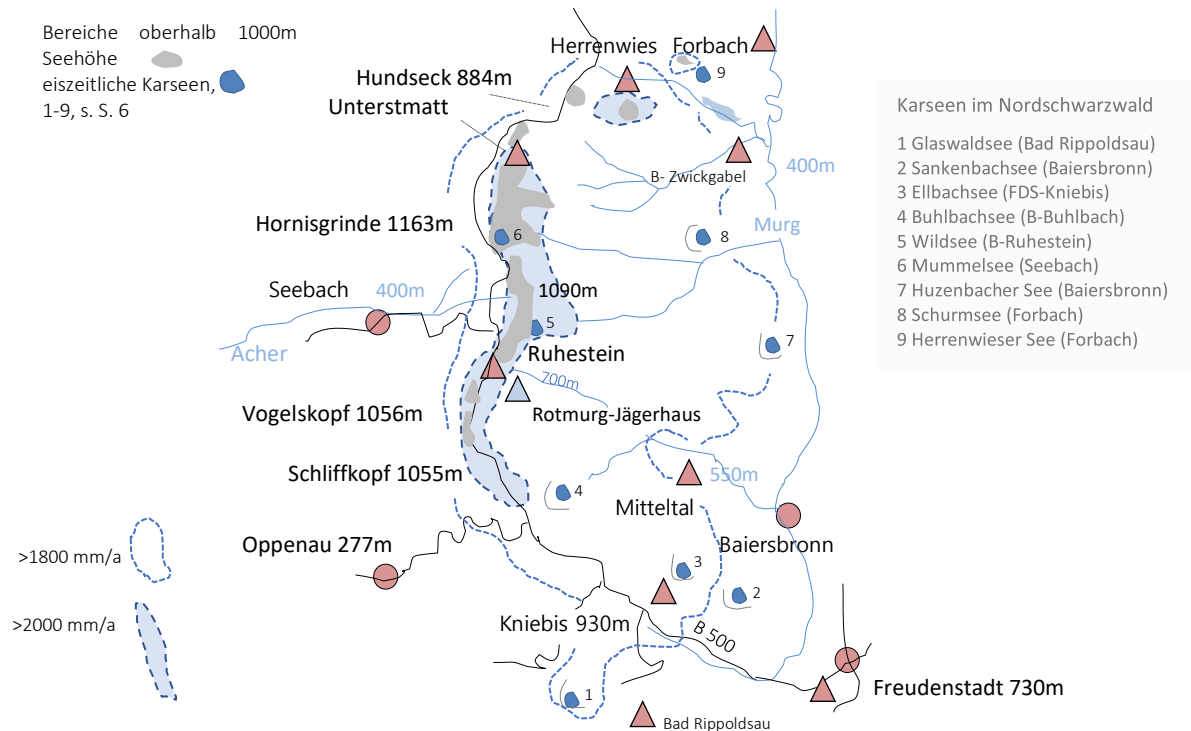 Bereiche oberhalb 1000m
Seehöhe
eiszeitliche Karseen,
1-9, s. S. 6
Herrenwies Forbach
Hundseck 884m
Unterstmatt
9
B- Zwickgabel
400m
Hornisgrinde 1163m
6
8
Murg
Seebach
400m
1090m
5
Acher
7
Ruhestein
700m
Vogelskopf 1056m
Rotmurg-Jägerhaus
Schliffkopf 1055m
550m
4
Mitteltal
Oppenau 277m
Baiersbronn
3
2
Kniebis 930m
B 500
1
Freudenstadt 730m
Bad Rippoldsau
>1800 mm/a
>2000 mm/a
Karseen im Nordschwarzwald
1 Glaswaldsee (Bad Rippoldsau)
2 Sankenbachsee (Baiersbronn)
3 Ellbachsee (FDS-Kniebis)
4 Buhlbachsee (B-Buhlbach)
5 Wildsee (B-Ruhestein)
6 Mummelsee (Seebach)
7 Huzenbacher See (Baiersbronn)
8 Schurmsee (Forbach)
9 Herrenwieser See (Forbach)